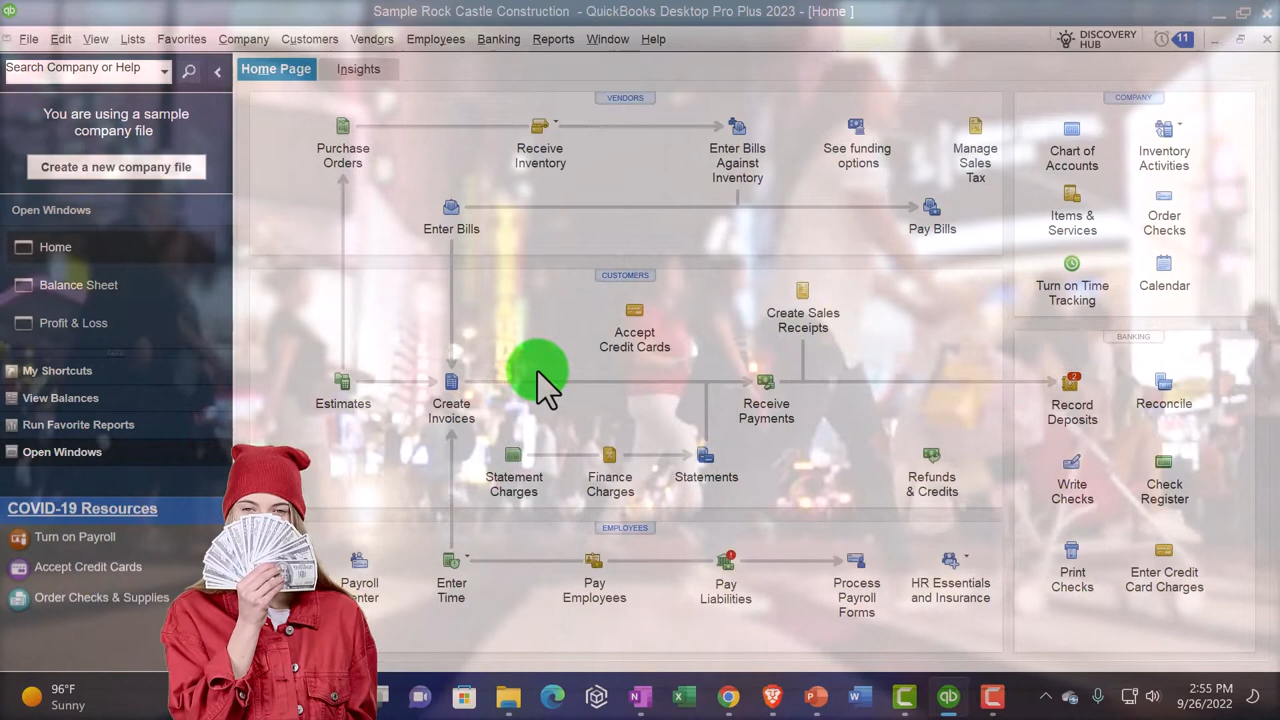 Sample Rock Castle Construction - QuickBooks Desktop Pro Plus 2023 - [Home ]
File Edit View Lists Favorites Company Customers Vendors Employees Banking Reports Window Help
DISCOVERY
HUB
11
Search Company or Help
Home Page
Insights
You are using a sample
company file
Create a new company file
Open Windows
Home
Balance Sheet
Profit & Loss
My Shortcuts
View Balances
Run Favorite Reports
Open Windows
COVID-19 Resources
Turn on Payroll
Accept Credit Cards
Order Checks & Supplies
VENDORS
Purchase
Orders
Receive
Inventory
Enter Bills
Against
Inventory
See funding
options
Manage
Sales
Tax
Enter Bills
Pay Bills
CUSTOMERS
Accept
Credit Cards
Create Sales
Receipts
Estimates
Create
Invoices
Receive
Payments
Statement
Charges
Finance
Charges
Statements
Refunds
& Credits
EMPLOYEES
Payroll
nter
Enter
Time
Pay
Employees
Pay
Liabilities
Process
Payroll
Forms
HR Essentials
and Insurance
COMPANY
Chart of
Accounts
Inventory
Activities
Items &
Services
Order
Checks
Turn on Time
Tracking
Calendar
BANKING
2
Record
Deposits
Reconcile
Write
Checks
Check
Register
Print
Checks
Enter Credit
Card Charges
96°F
Sunny
2:55 PM
9/26/2022